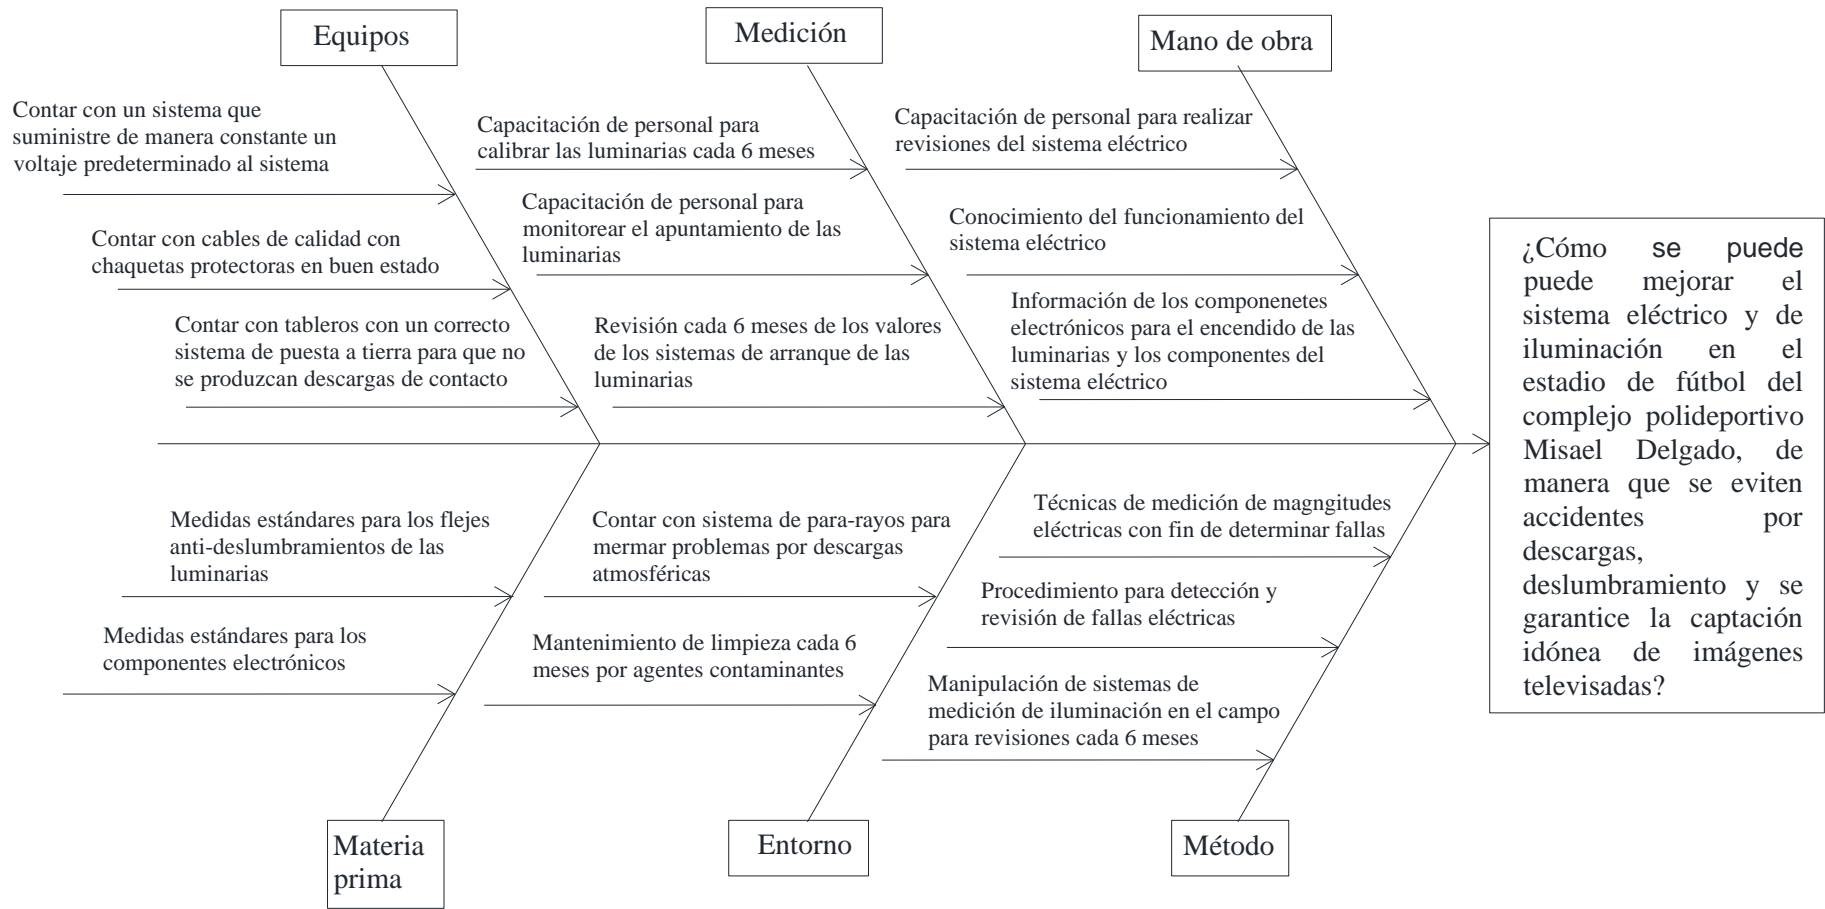 Equipos
Medición
Mano de obra
Contar con un sistema que
suministre de manera constante un
voltaje predeterminado al sistema
Contar con cables de calidad con
chaquetas protectoras en buen estado
Contar con tableros con un correcto
sistema de puesta a tierra para que no
se produzcan descargas de contacto
Capacitación de personal para
calibrar las luminarias cada 6 meses
Capacitación de personal para
monitorear el apuntamiento de las
luminarias
Revisión cada 6 meses de los valores
de los sistemas de arranque de las
luminarias
Capacitación de personal para realizar
revisiones del sistema eléctrico
Conocimiento del funcionamiento del
sistema eléctrico
Información de los componenetes
electrónicos para el encendido de las
luminarias y los componentes del
sistema eléctrico
Medidas estándares para los flejes
anti-deslumbramientos de las
luminarias
Medidas estándares para los
componentes electrónicos
Contar con sistema de para-rayos para
mermar problemas por descargas
atmosféricas
Mantenimiento de limpieza cada 6
meses por agentes contaminantes
Técnicas de medición de magngitudes
eléctricas con fin de determinar fallas
Procedimiento para detección y
revisión de fallas eléctricas
Manipulación de sistemas de
medición de iluminación en el campo
para revisiones cada 6 meses
Materia
prima
Entorno
Método
¿Cómo se puede
puede mejorar el
sistema eléctrico y de
iluminación en el
estadio de fútbol del
complejo polideportivo
Misael Delgado, de
manera que se eviten
accidentes por
descargas,
deslumbramiento y se
garantice la captación
idónea de imágenes
televisadas?